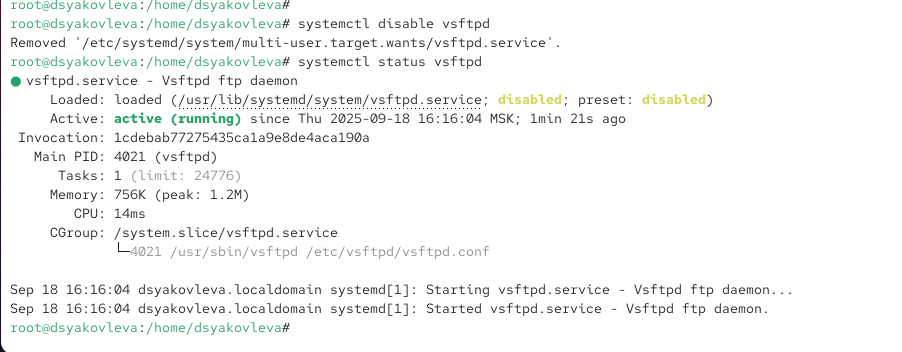 root@dsyakovleva:/home/dsyakovleva#
root@dsyakovleva:/home/dsyakovleva# systemctl disable vsftpd
Removed '/etc/systemd/system/multi-user.target.wants/vsftpd.service'.
root@dsyakovleva:/home/dsyakovleva# systemctl status vsftpd
● vsftpd.service - Vsftpd ftp daemon
     Loaded: loaded (/usr/lib/systemd/system/vsftpd.service; disabled; preset: disabled)
     Active: active (running) since Thu 2025-09-18 16:16:04 MSK; 1min 21s ago
 Invocation: 1cdebab77275435ca1a9e8de4aca190a
   Main PID: 4021 (vsftpd)
      Tasks: 1 (limit: 24776)
     Memory: 756K (peak: 1.2M)
        CPU: 14ms
     CGroup: /system.slice/vsftpd.service
             └─4021 /usr/sbin/vsftpd /etc/vsftpd/vsftpd.conf
Sep 18 16:16:04 dsyakovleva.localdomain systemd[1]: Starting vsftpd.service - Vsftpd ftp daemon...
Sep 18 16:16:04 dsyakovleva.localdomain systemd[1]: Started vsftpd.service - Vsftpd ftp daemon.
root@dsyakovleva:/home/dsyakovleva#